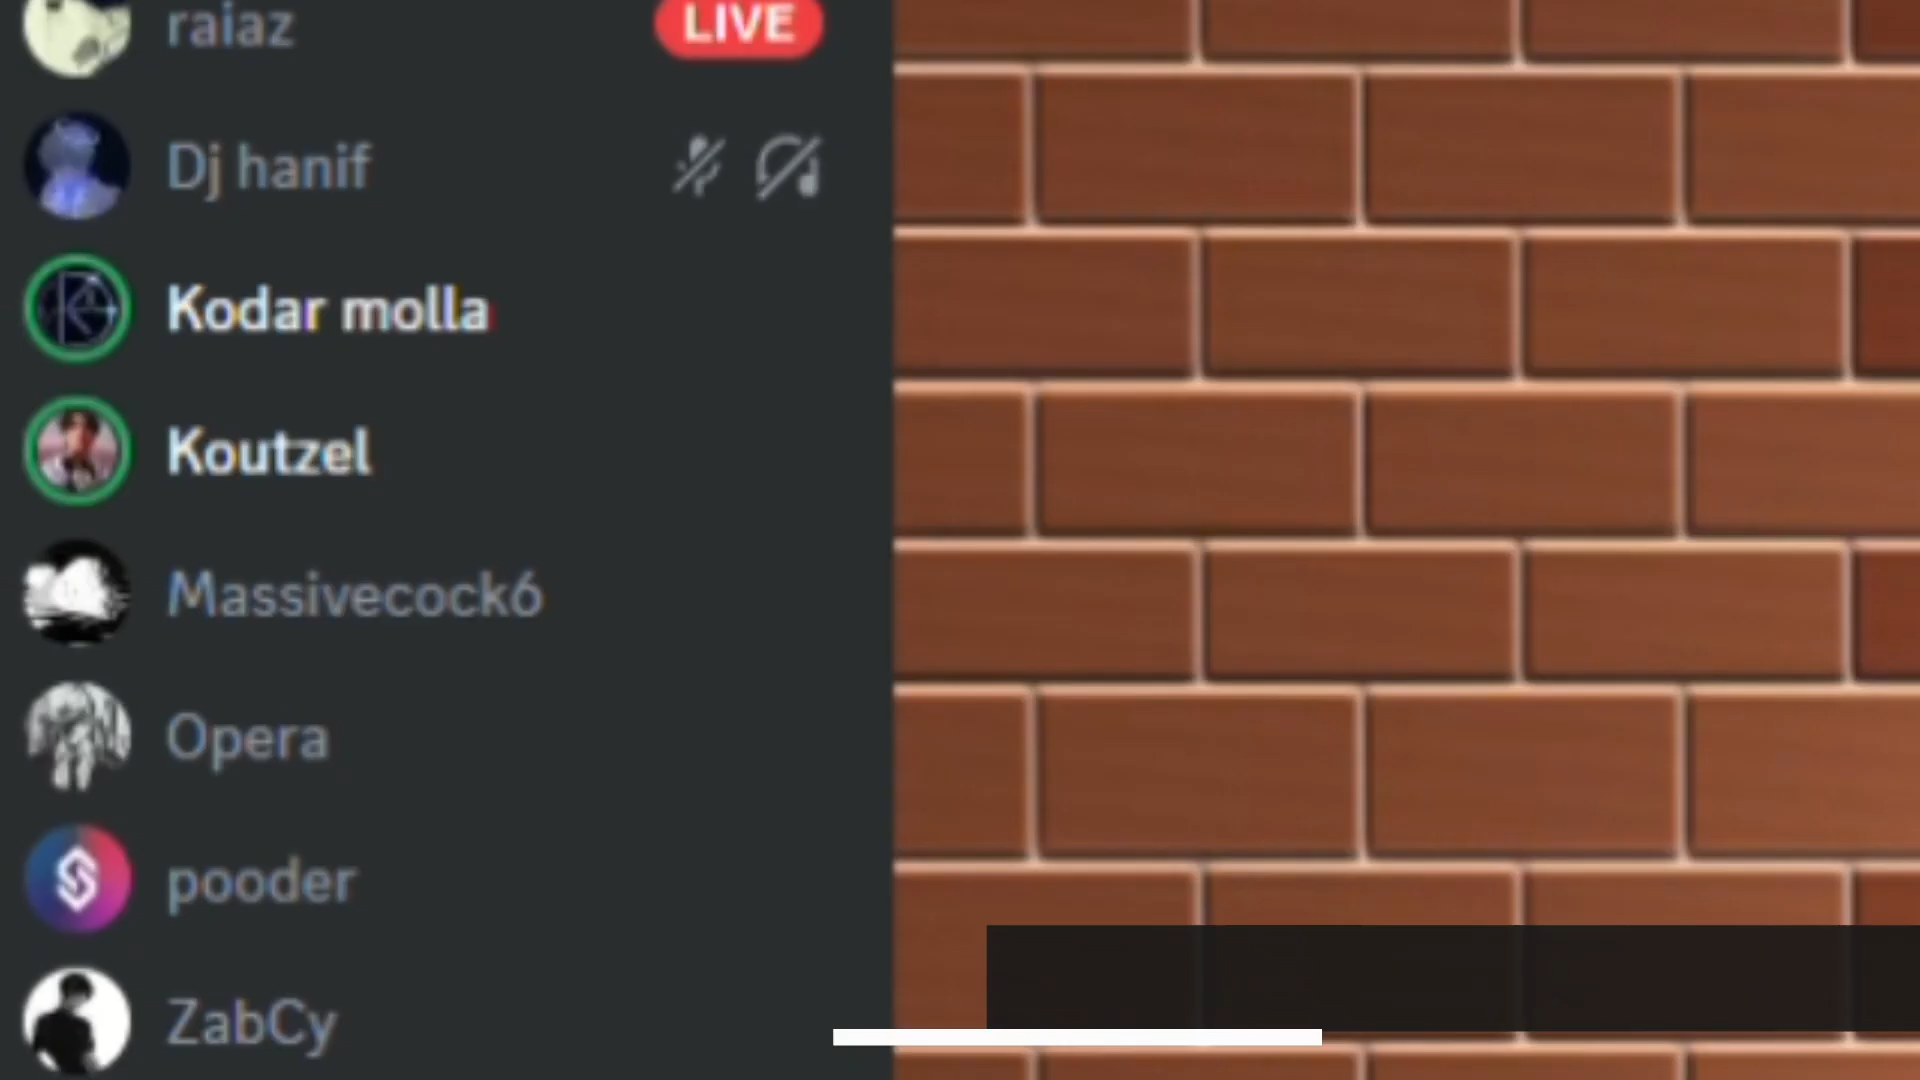 raiaz
LIVE
Dj hanif
Kodar molla
Koutzel
Massivecock6
Opera
pooder
ZabCy